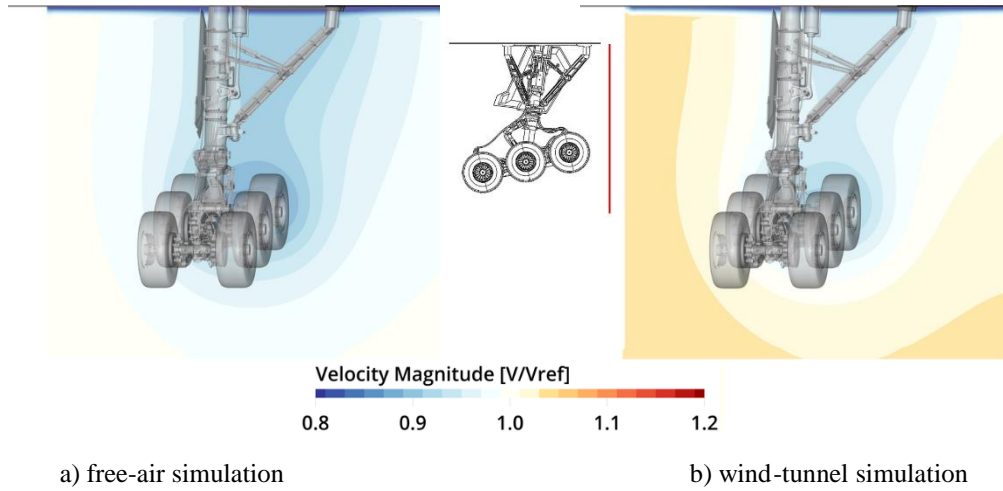 Velocity Magnitude [V/Vref]
0.8 0.9 1.0 1.1 1.2
a) free-air simulation b) wind-tunnel simulation